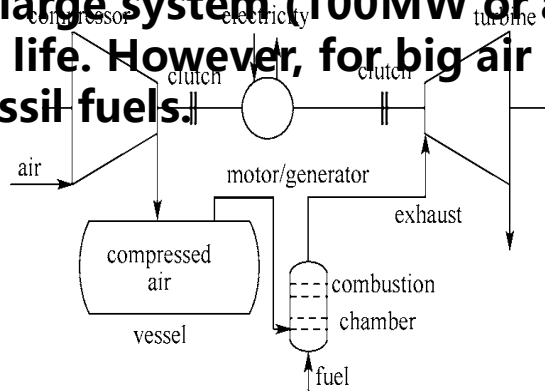 large system (100MW or a
compressor electricity turbine
life. However, for big air
clutch clutch
ssil fuels.
air
motor/generator
exhaust
compressed
air
combustion
chamber
vessel
fuel